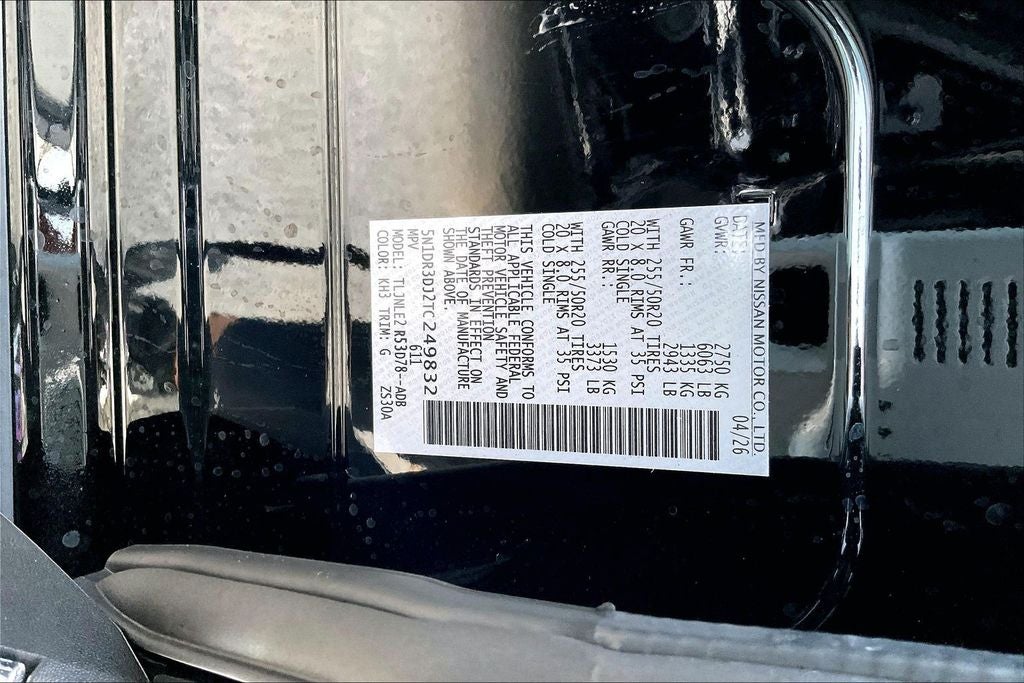 MFD BY NISSAN MOTOR CO., LTD.
DATE: 04/26
GVWR: 2750 KG
6063 LB
GAWR FR.: 1335 KG
2943 LB
WITH 255/50R20 TIRES
20 X 8.0 RIMS AT 35 PSI
COLD SINGLE
GAWR RR.: 1530 KG
3373 LB
WITH 255/50R20 TIRES
20 X 8.0 RIMS AT 35 PSI
COLD SINGLE
THIS VEHICLE CONFORMS TO
ALL APPLICABLE FEDERAL
MOTOR VEHICLE SAFETY AND
THEFT PREVENTION
STANDARDS IN EFFECT ON
THE DATE OF MANUFACTURE
SHOWN ABOVE.
5N1DR3DJ2TC249832
MPV 611
MODEL: TLJNLE2 R53D78--ADB
COLOR: KH3 TRIM: G ZS30A